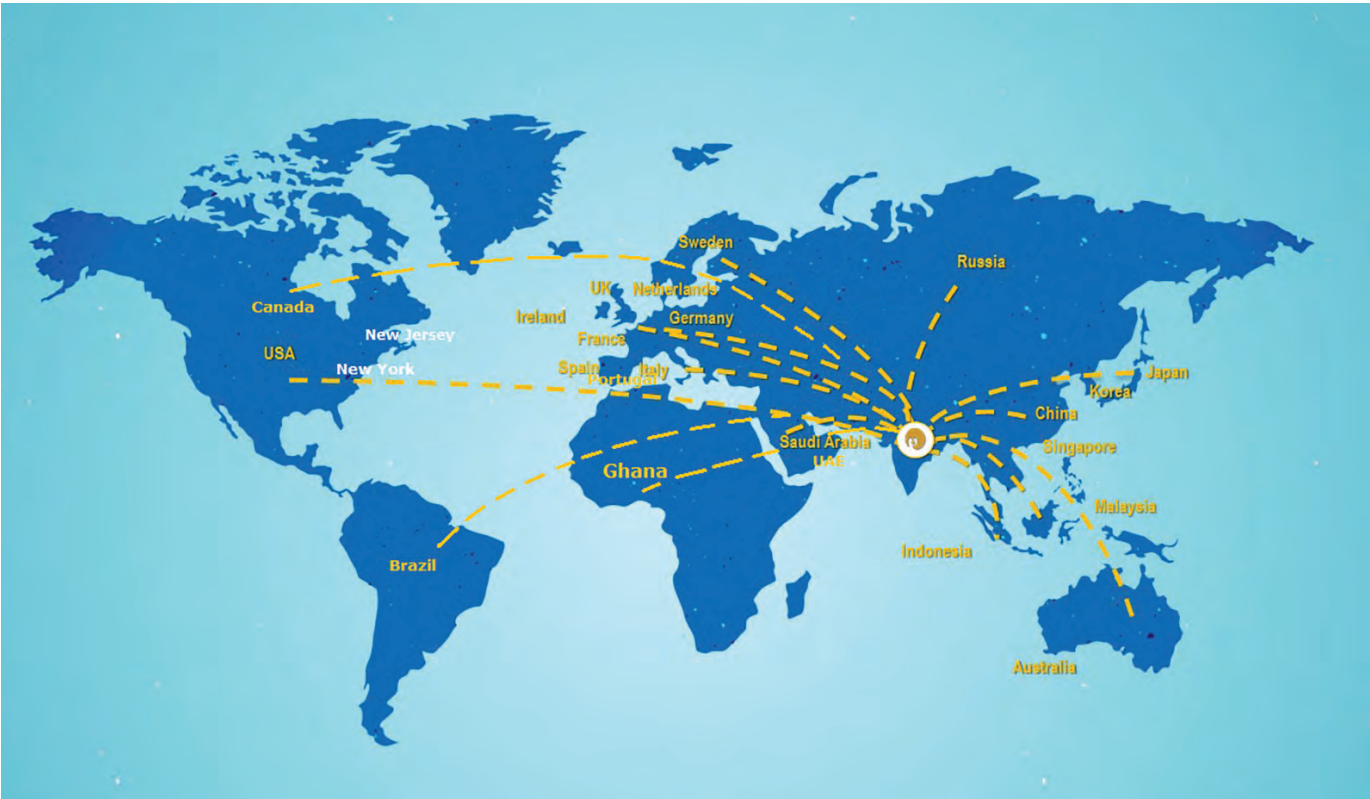 Sweden
Russia
UK
Netherlands
Canada
Ireland
Germany
New Jersey
France
USA
Spain
Italy
New York
Portugal
Japan
Korea
China
Saudi Arabia
Singapore
UAE
Ghana
Malaysia
Indonesia
Brazil
Australia